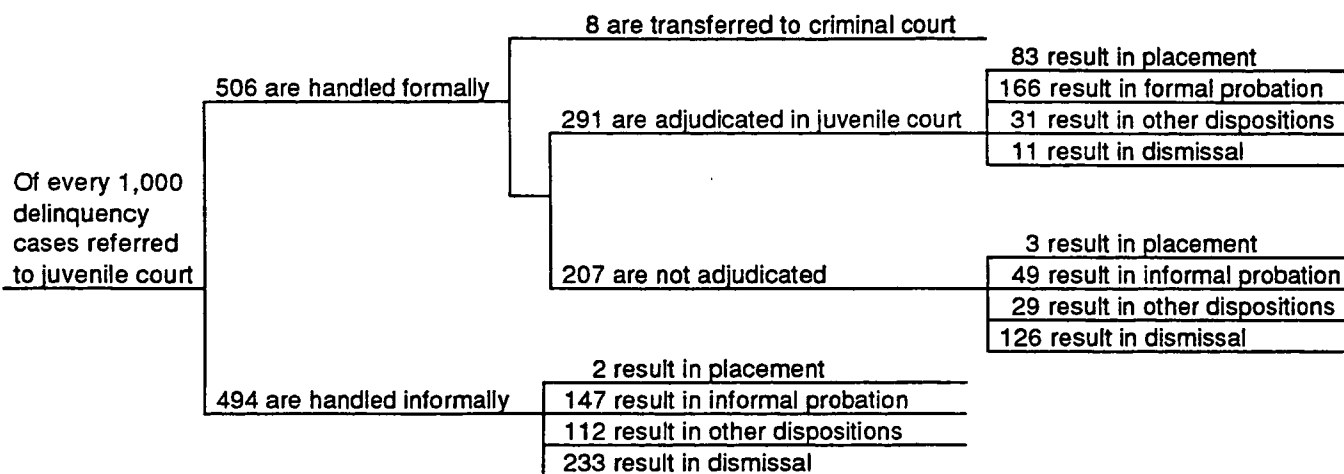 Of every 1,000
delinquency
cases referred
to juvenile court
506 are handled formally
8 are transferred to criminal court
291 are adjudicated in juvenile court
83 result in placement
166 result in formal probation
31 result in other dispositions
11 result in dismissal
207 are not adjudicated
3 result in placement
49 result in informal probation
29 result in other dispositions
126 result in dismissal
494 are handled informally
2 result in placement
147 result in informal probation
112 result in other dispositions
233 result in dismissal